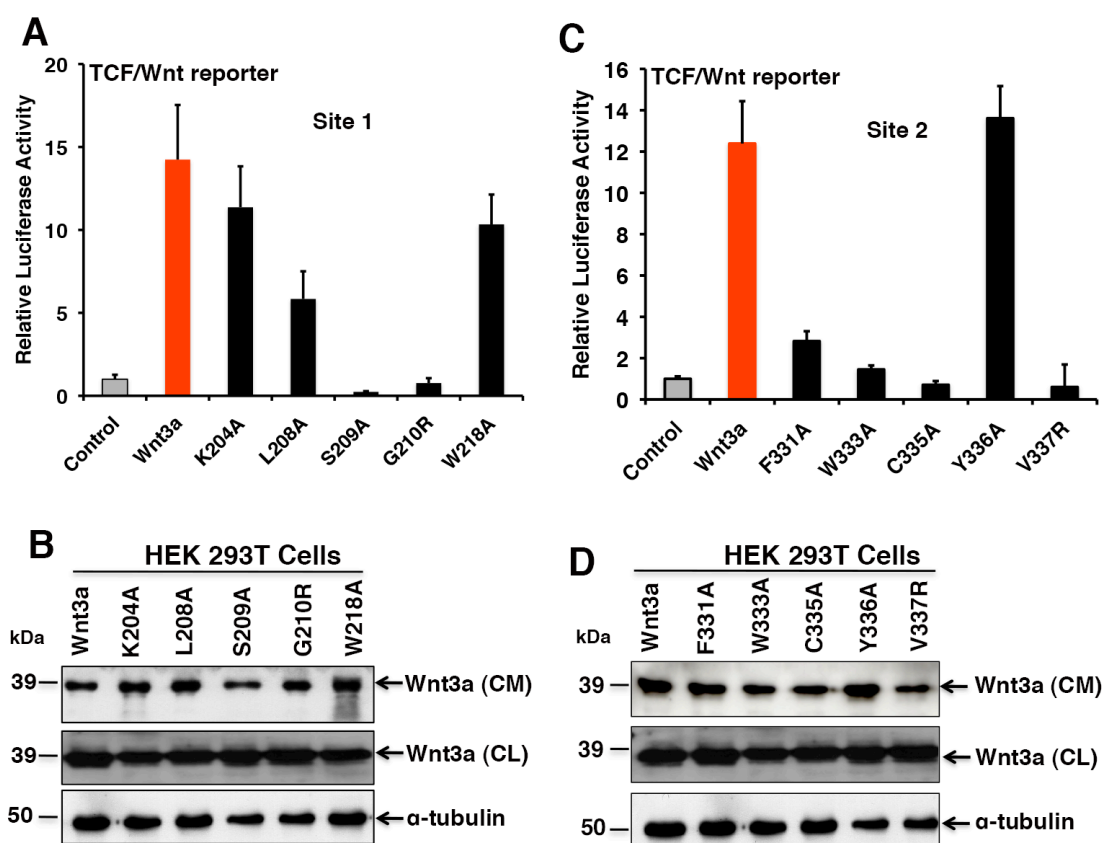 A
TCF/Wnt reporter
Site 1
Relative Luciferase Activity
20
15
10
5
0
Control
Wnt3a
K204A
L208A
S209A
G210R
W218A
C
TCF/Wnt reporter
Site 2
Relative Luciferase Activity
16
14
12
10
8
6
4
2
0
Control
Wnt3a
F331A
W333A
C335A
Y336A
V337R
B
HEK 293T Cells
Wnt3a
K204A
L208A
S209A
G210R
W218A
kDa
39
Wnt3a (CM)
39
Wnt3a (CL)
50
α-tubulin
D
HEK 293T Cells
Wnt3a
F331A
W333A
C335A
Y336A
V337R
kDa
39
Wnt3a (CM)
39
Wnt3a (CL)
50
α-tubulin